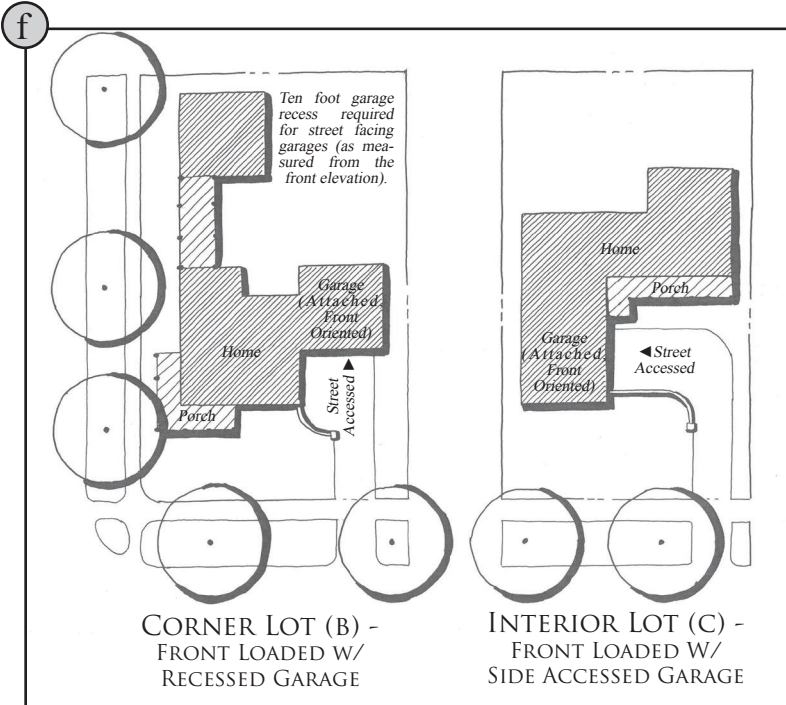 f
Ten foot garage
recess required
for street facing
garages (as mea-
sured from the
front elevation).
Garage
(Attached,
Front
Oriented)
Home
Street
Accessed
Porch
CORNER LOT (B) -
FRONT LOADED W/
RECESSED GARAGE
Home
Porch
Garage
(Attached,
Front
Oriented)
Street
Accessed
INTERIOR LOT (C) -
FRONT LOADED W/
SIDE ACCESSED GARAGE